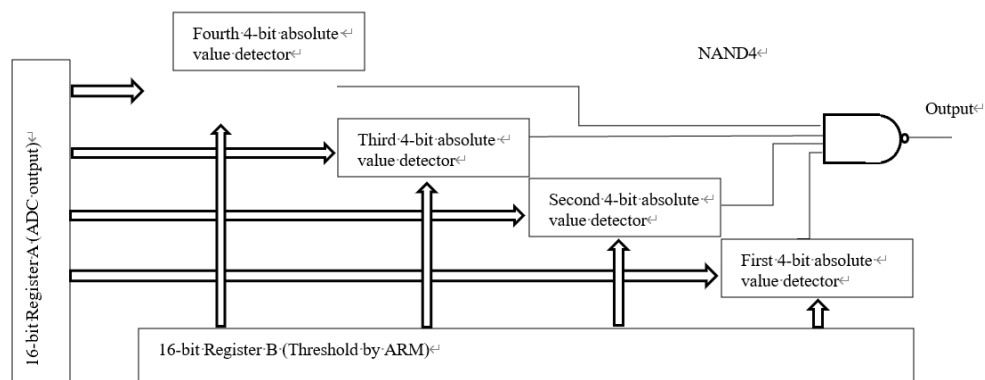 Fourth 4-bit absolute
value detector
NAND4
Output
16-bit Register A (ADC output)
Third 4-bit absolute
value detector
Second 4-bit absolute
value detector
First 4-bit absolute
value detector
16-bit Register B (Threshold by ARM)